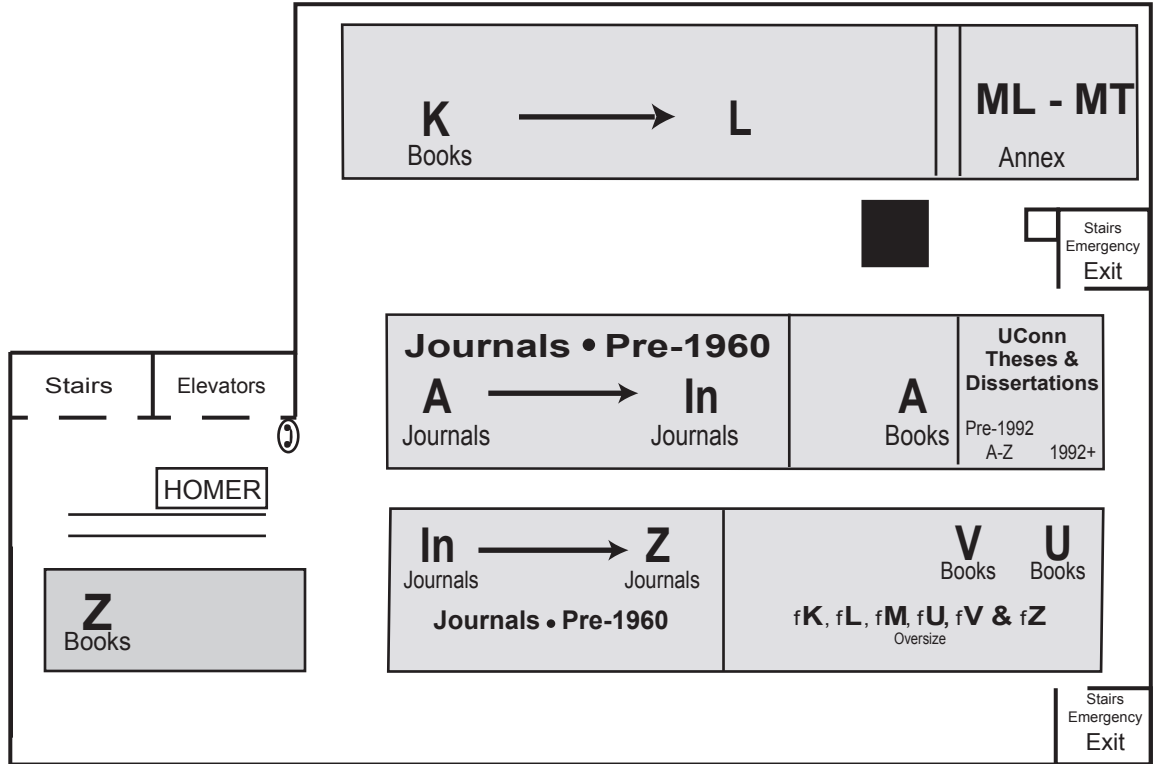 K L
Books
ML - MT
Annex
Stairs
Emergency
Exit
Journals • Pre-1960
A In
Journals Journals
A
Books
UConn
Theses &
Dissertations
Pre-1992
A-Z 1992+
Stairs
Elevators
HOMER
Z
Books
In Z
Journals Journals
Journals • Pre-1960
V U
Books Books
fK, fL, fM, fU, fV & fZ
Oversize
Stairs
Emergency
Exit